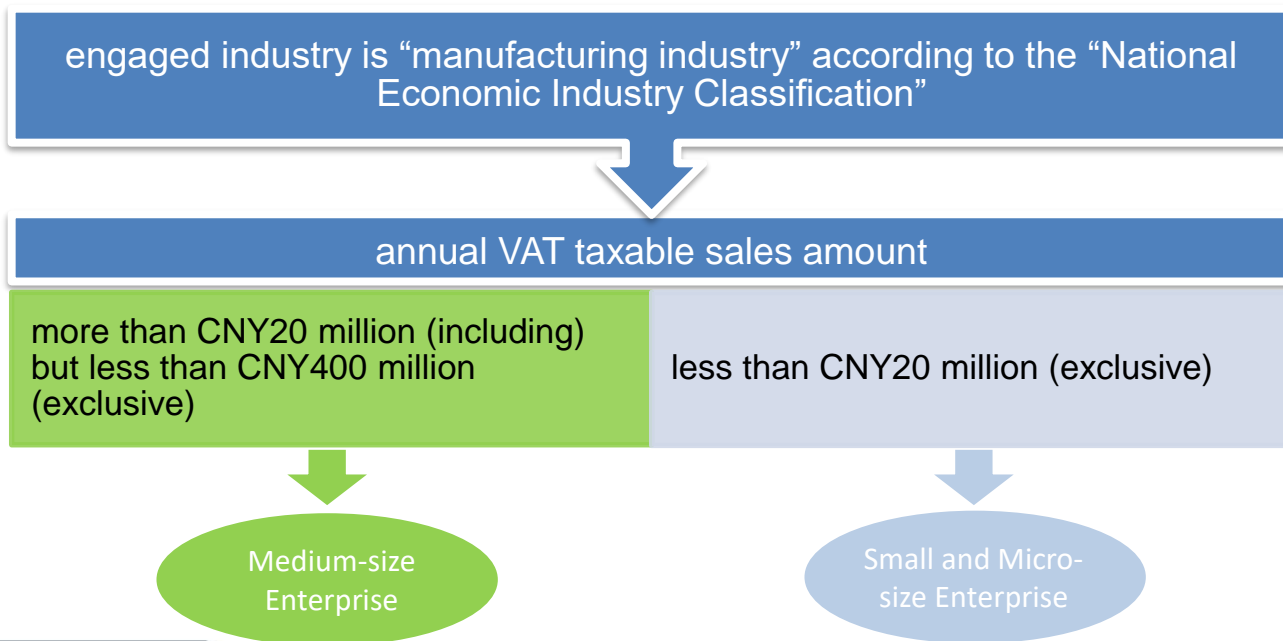 engaged industry is “manufacturing industry” according to the “National
Economic Industry Classification”
annual VAT taxable sales amount
more than CNY20 million (including)
but less than CNY400 million
(exclusive)
less than CNY20 million (exclusive)
Medium-size
Enterprise
Small and Micro-
size Enterprise